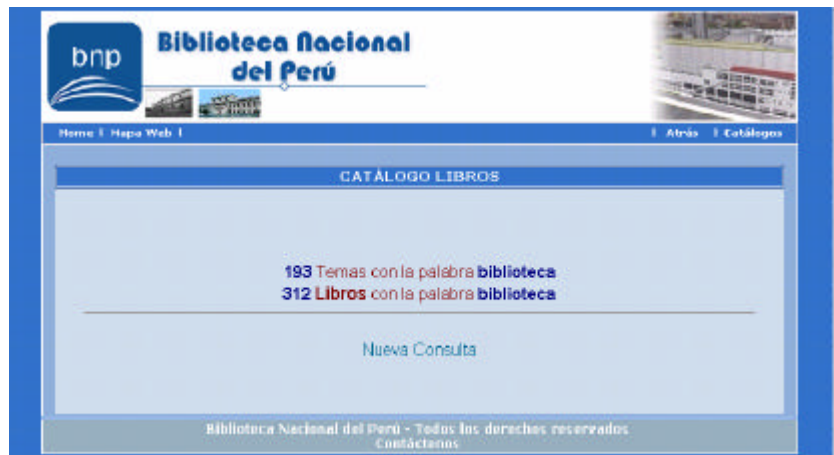 bnp
Biblioteca Nacional
del Perú
Home | Mapa Web |
| Atrás | Catálogos
CATÁLOGO LIBROS
193 Temas con la palabra biblioteca
312 Libros con la palabra biblioteca
Nueva Consulta
Biblioteca Nacional del Perú - Todos los derechos reservados
Contáctenos